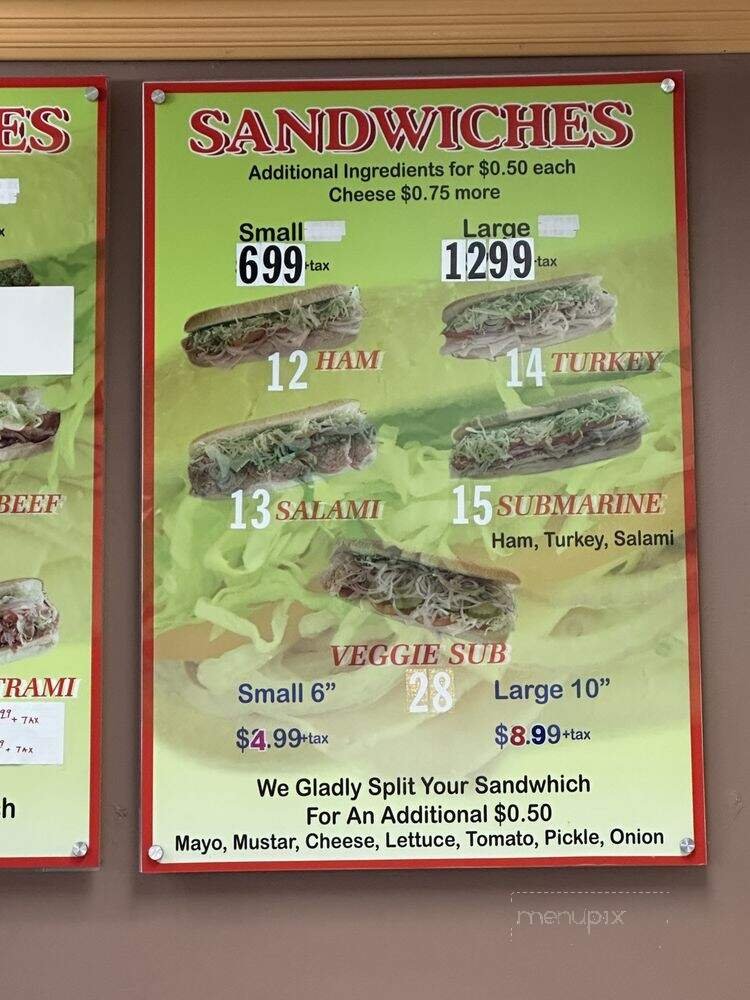 ES
x
BEEF
TRAMI
+ TAX
+ TAX
h
SANDWICHES
Additional Ingredients for $0.50 each
Cheese $0.75 more
Small Large
699+tax 1299+tax
12 HAM 14 TURKEY
13 SALAMI 15 SUBMARINE
Ham, Turkey, Salami
VEGGIE SUB
28
Small 6” Large 10”
$4.99+tax $8.99+tax
We Gladly Split Your Sandwhich
For An Additional $0.50
Mayo, Mustar, Cheese, Lettuce, Tomato, Pickle, Onion
menupix